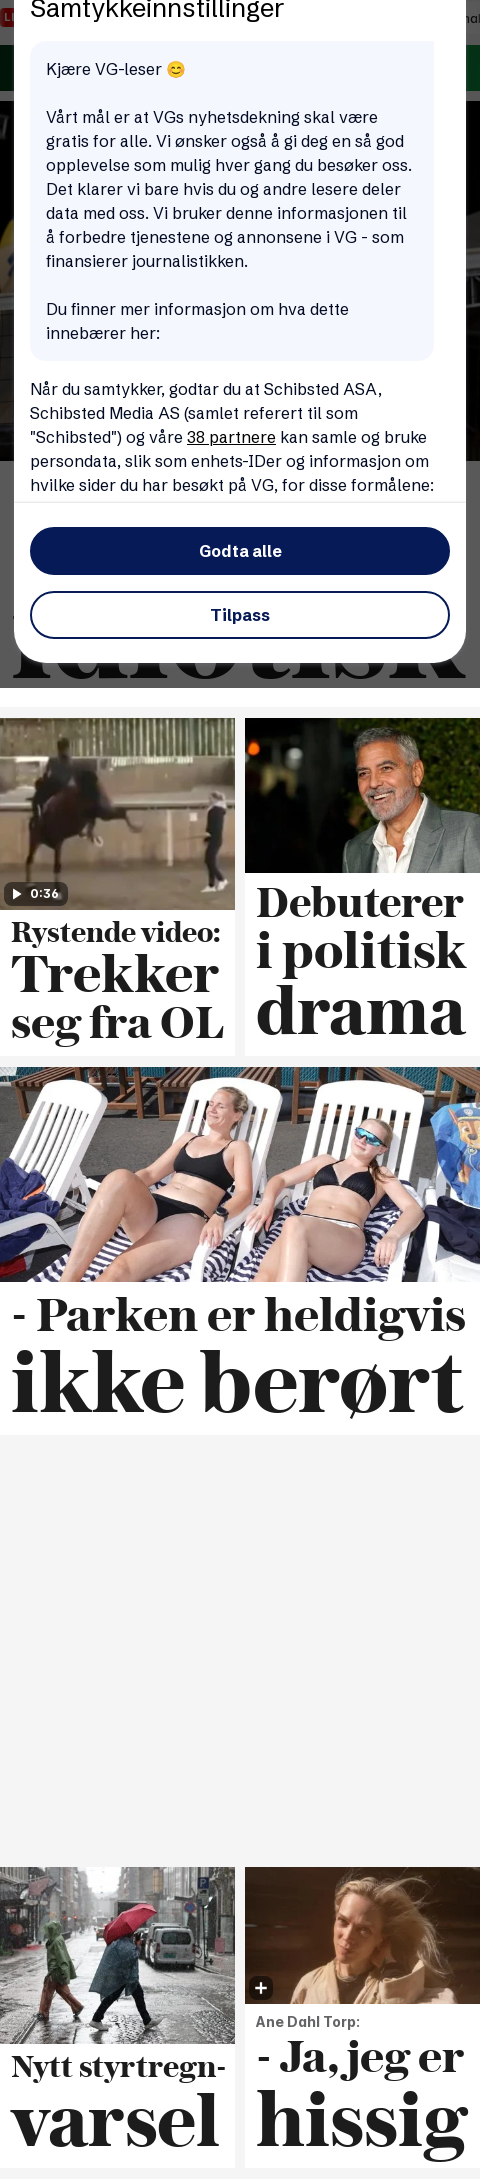 Samtykkeinnstillinger
Kjære VG-leser 😊
Vårt mål er at VGs nyhetsdekning skal være
gratis for alle. Vi ønsker også å gi deg en så god
opplevelse som mulig hver gang du besøker oss.
Det klarer vi bare hvis du og andre lesere deler
data med oss. Vi bruker denne informasjonen til
å forbedre tjenestene og annonsene i VG - som
finansierer journalistikken.
Du finner mer informasjon om hva dette
innebærer her:
Når du samtykker, godtar du at Schibsted ASA,
Schibsted Media AS (samlet referert til som
"Schibsted") og våre 38 partnere kan samle og bruke
persondata, slik som enhets-IDer og informasjon om
hvilke sider du har besøkt på VG, for disse formålene:
Godta alle
Tilpass
idiotisk
0:36
Rystende video:
Trekker
seg fra OL
Debuterer
i politisk
drama
- Parken er heldigvis
ikke berørt
Nytt styrtregn-
varsel
Ane Dahl Torp:
- Ja, jeg er
hissig